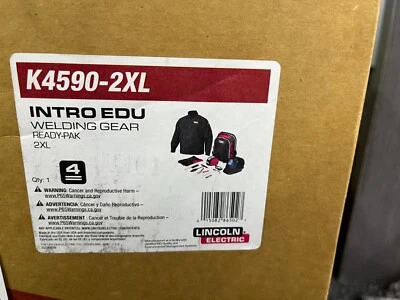 K4590-2XL
INTRO EDU
WELDING GEAR
READY-PAK
2XL
4
Qty: 1
WARNING: Cancer and Reproductive Harm –
www.P65Warnings.ca.gov
ADVERTENCIA: Cáncer y Daño Reproductivo –
www.P65Warnings.ca.gov
AVERTISSEMENT : Cancer et Trouble de la Reproduction –
www.P65Warnings.ca.gov
LINCOLN
ELECTRIC